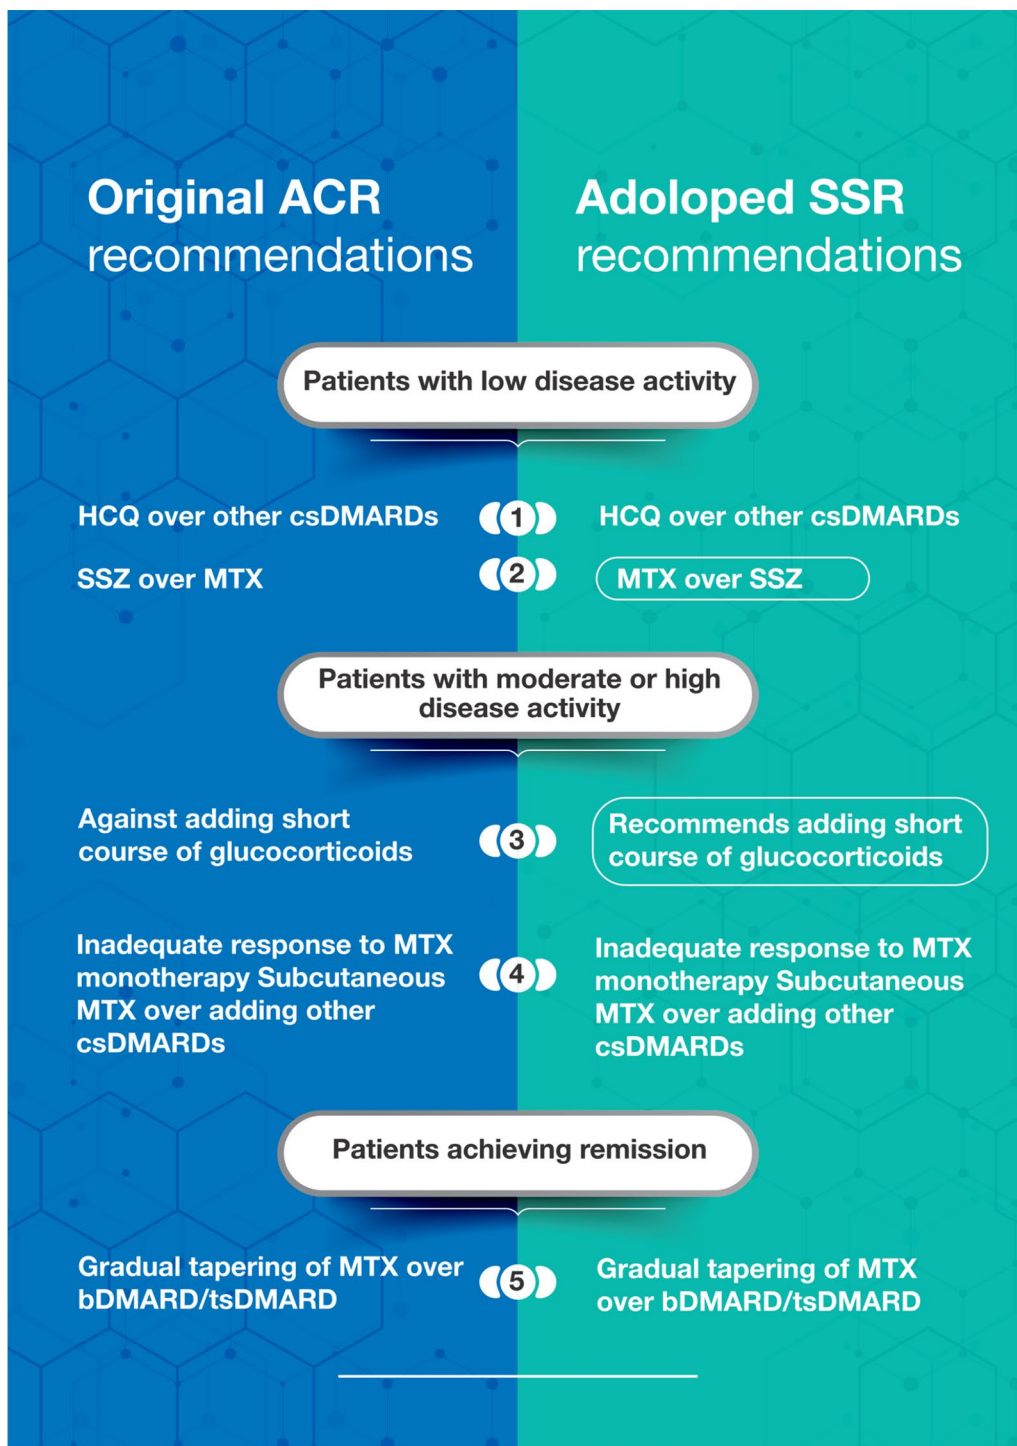 Original ACR
recommendations
Adoloped SSR
recommendations
Patients with low disease activity
HCQ over other csDMARDs
1
HCQ over other csDMARDs
SSZ over MTX
2
MTX over SSZ
Patients with moderate or high
disease activity
Against adding short
course of glucocorticoids
3
Recommends adding short
course of glucocorticoids
Inadequate response to MTX
monotherapy Subcutaneous
MTX over adding other
csDMARDs
4
Inadequate response to MTX
monotherapy Subcutaneous
MTX over adding other
csDMARDs
Patients achieving remission
Gradual tapering of MTX over
bDMARD/tsDMARD
5
Gradual tapering of MTX
over bDMARD/tsDMARD